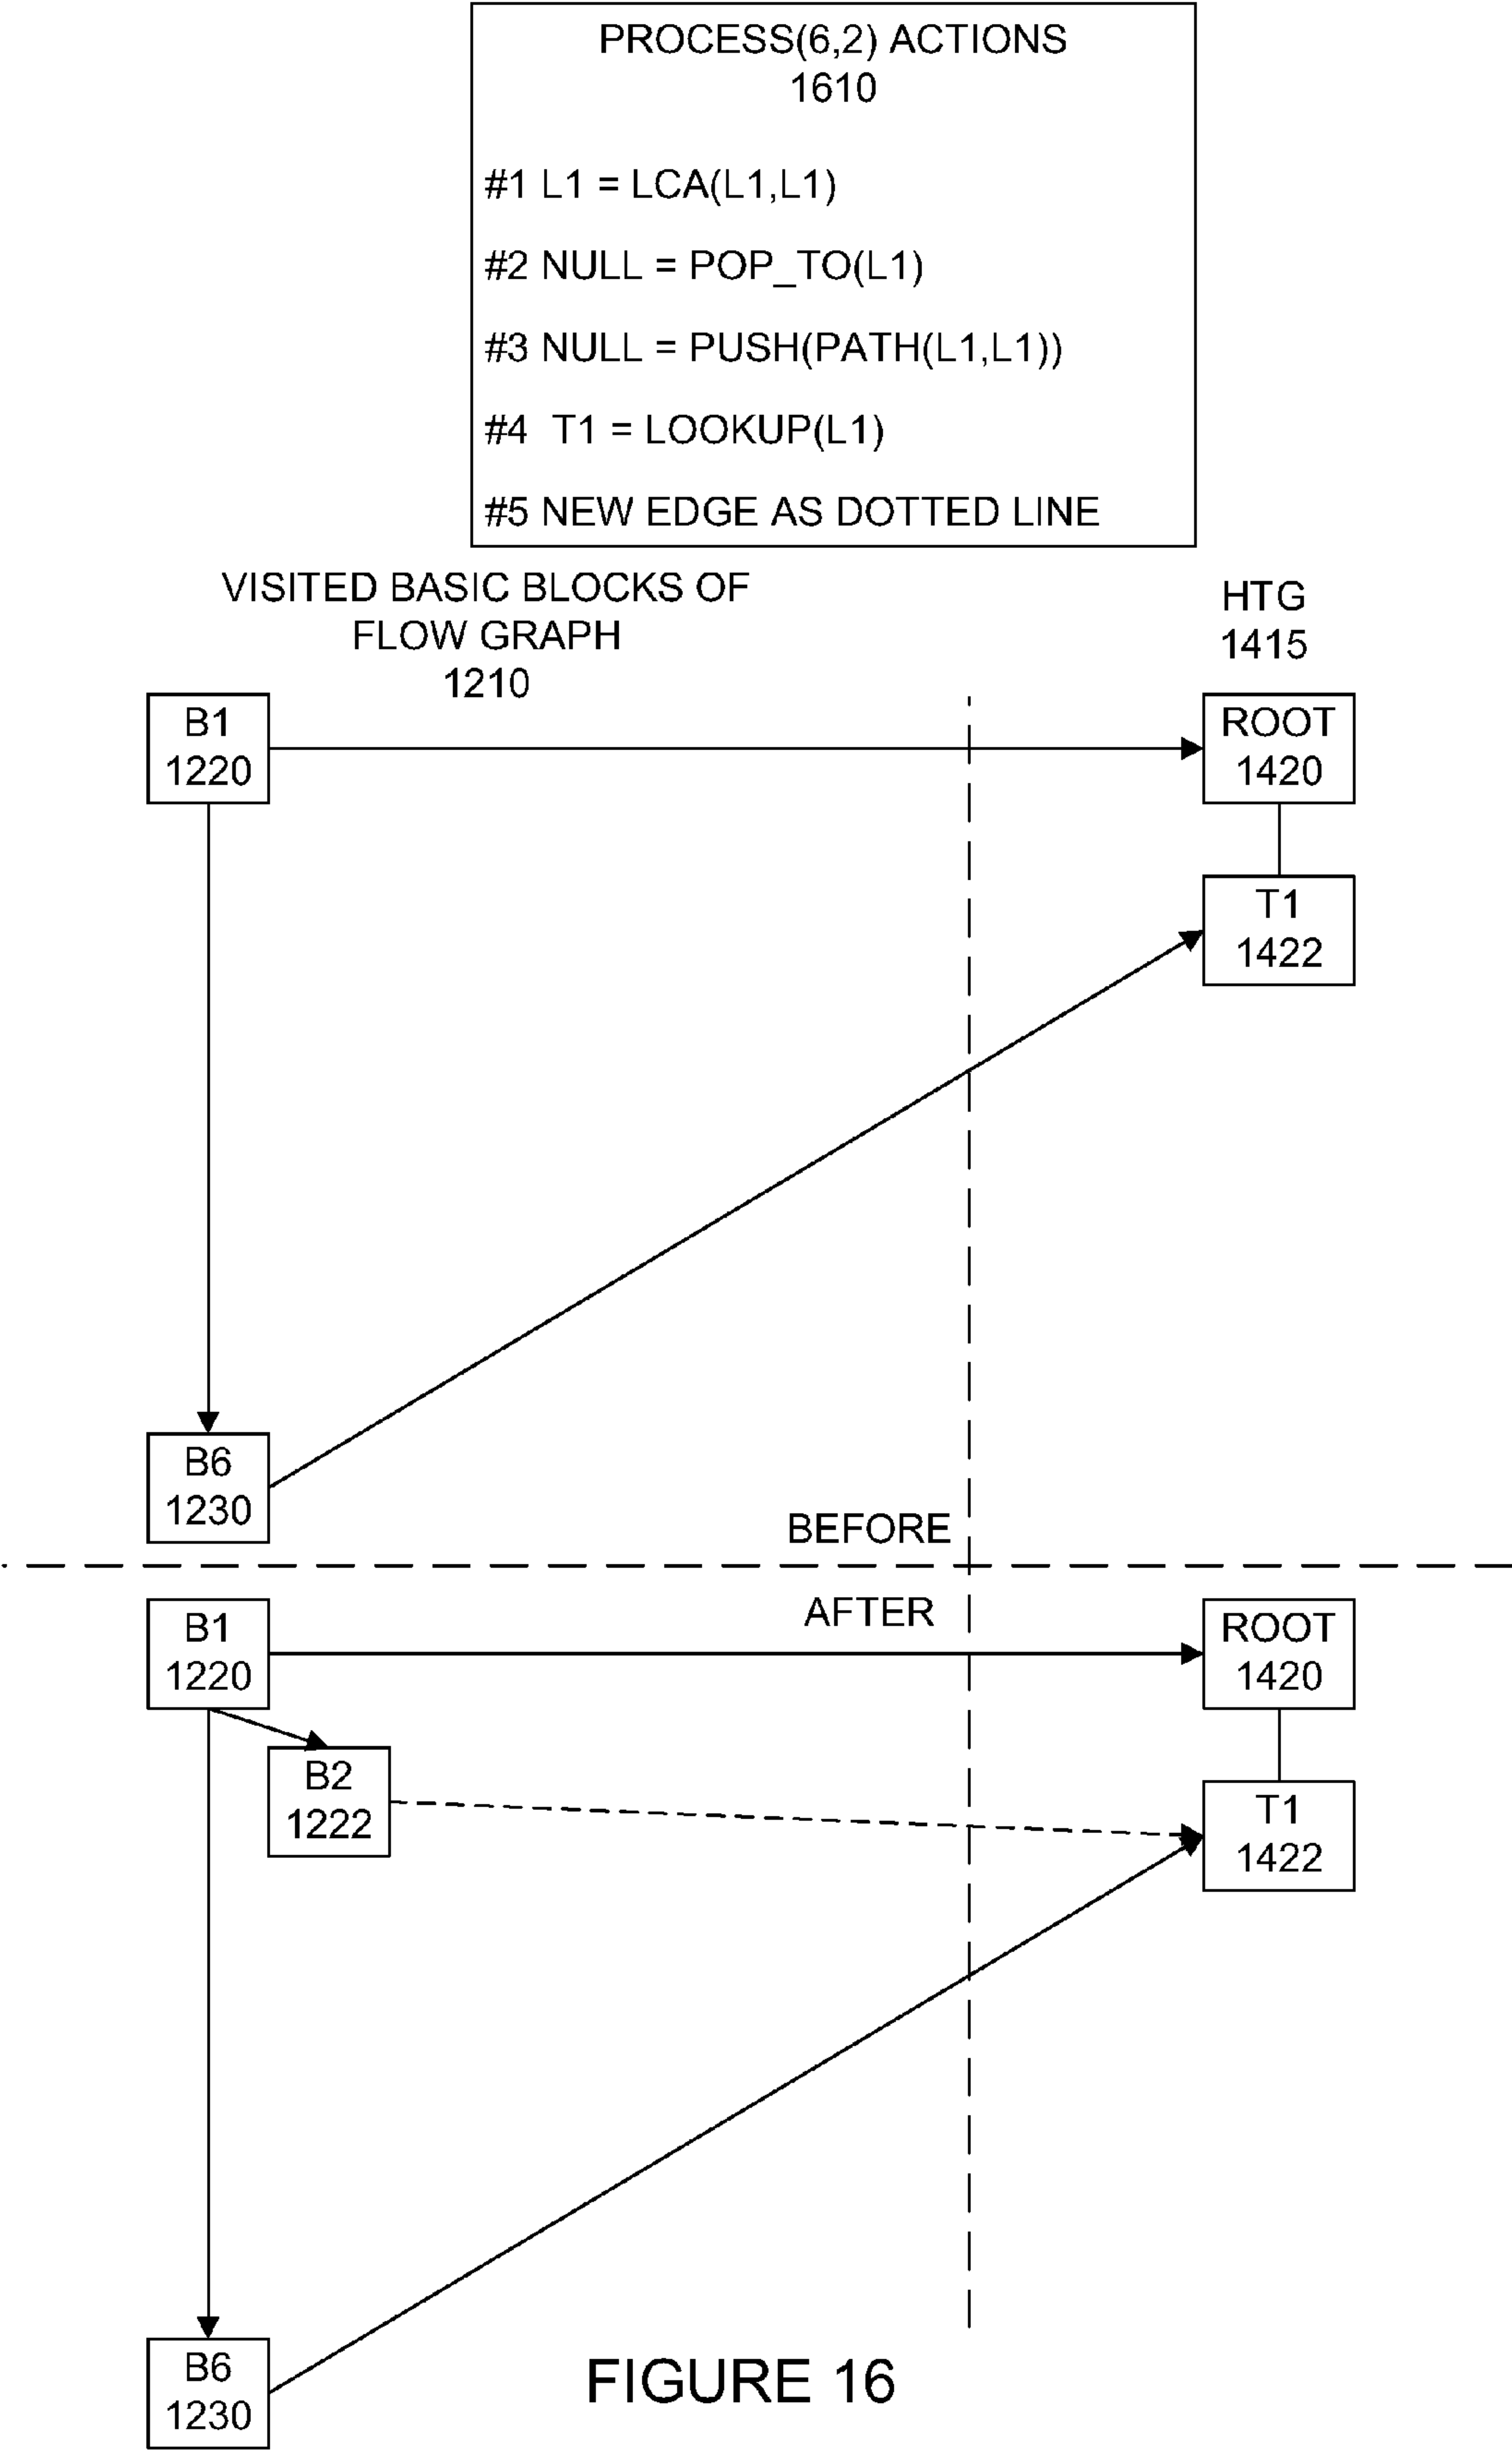 PROCESS(6,2) ACTIONS
1610
#1 L1 = LCA(L1,L1)
#2 NULL = POP_TO(L1)
#3 NULL = PUSH(PATH(L1,L1))
#4 T1 = LOOKUP(L1)
#5 NEW EDGE AS DOTTED LINE
VISITED BASIC BLOCKS OF
FLOW GRAPH
1210
HTG
1415
B1
1220
ROOT
1420
T1
1422
B6
1230
BEFORE
AFTER
B1
1220
ROOT
1420
B2
1222
T1
1422
B6
1230
FIGURE 16